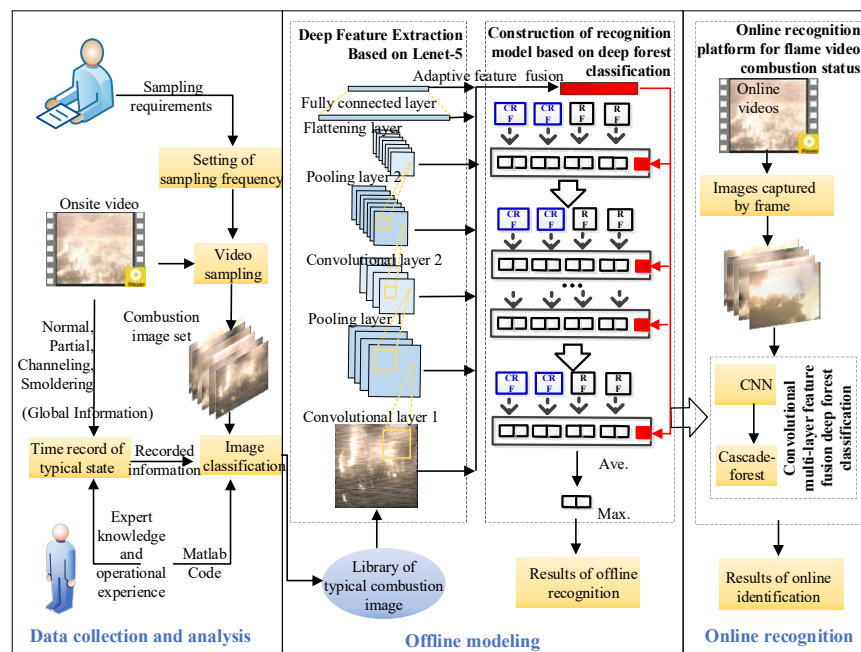 Sampling
requirements
Setting of
sampling frequency
Onsite video
Video
sampling
Combustion
image set
Normal,
Partial,
Channeling,
Smoldering
(Global Information)
Time record of
typical state
Recorded
information
Image
classification
Expert
knowledge
and
operational
experience
Matlab
Code
Data collection and analysis
Deep Feature Extraction
Based on Lenet-5
Fully connected layer
Flattening layer
Pooling layer 2
Convolutional layer 2
Pooling layer 1
Convolutional layer 1
Library of
typical combustion
image
Adaptive feature fusion
Construction of recognition
model based on deep forest
classification
CR
F
CR
F
R
F
R
F
CR
F
CR
F
R
F
R
F
...
...
CR
F
CR
F
R
F
R
F
Ave.
Max.
Results of offline
recognition
Offline modeling
Online recognition
platform for flame video
combustion status
Online
videos
Images captured
by frame
CNN
Cascade-
forest
Convolutional
multi-layer feature
fusion deep forest
classification
Results of online
identification
Online recognition